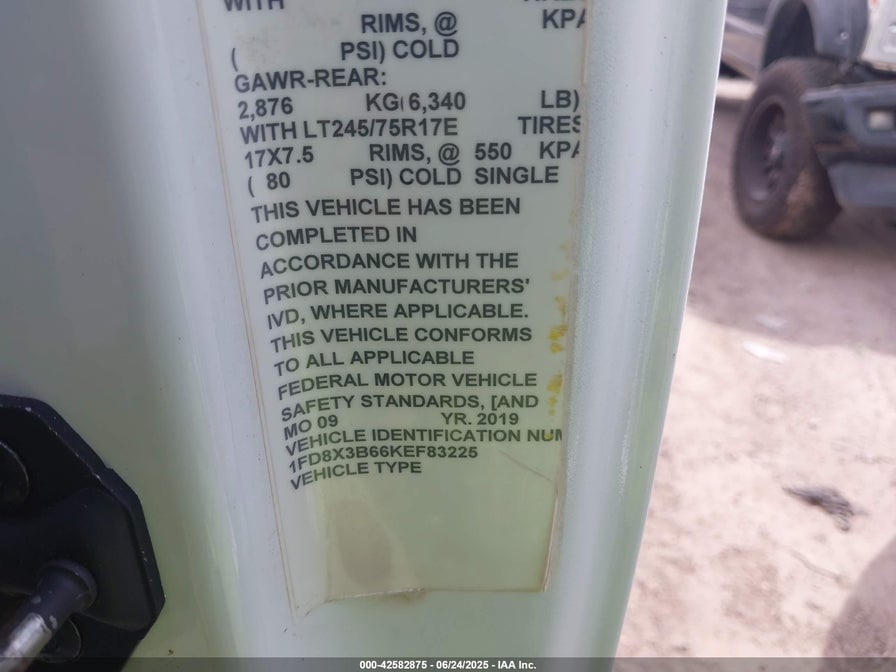 WITH
RIMS, @ KPA
( PSI) COLD
GAWR-REAR:
2,876 KG( 6,340 LB)
WITH LT245/75R17E TIRES
17X7.5 RIMS, @ 550 KPA
( 80 PSI) COLD SINGLE
THIS VEHICLE HAS BEEN
COMPLETED IN
ACCORDANCE WITH THE
PRIOR MANUFACTURERS'
IVD, WHERE APPLICABLE.
THIS VEHICLE CONFORMS
TO ALL APPLICABLE
FEDERAL MOTOR VEHICLE
SAFETY STANDARDS, [AND
MO 09 YR. 2019
VEHICLE IDENTIFICATION NUM
1FD8X3B66KEF83225
VEHICLE TYPE
000-42582875 - 06/24/2025 - IAA Inc.